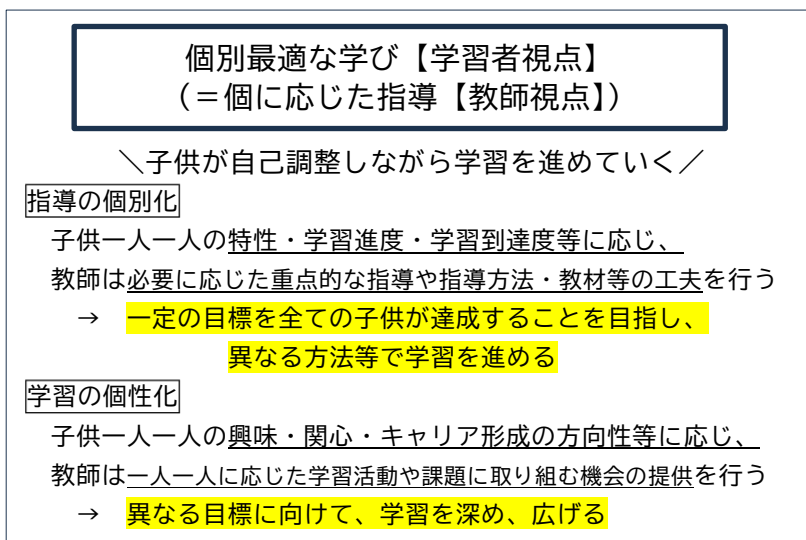 個別最適な学び【学習者視点】
（＝個に応じた指導【教師視点】）
＼子供が自己調整しながら学習を進めていく／
指導の個別化
子供一人一人の特性・学習進度・学習到達度等に応じ、
教師は必要に応じた重点的な指導や指導方法・教材等の工夫を行う
→　一定の目標を全ての子供が達成することを目指し、
異なる方法等で学習を進める
学習の個性化
子供一人一人の興味・関心・キャリア形成の方向性等に応じ、
教師は一人一人に応じた学習活動や課題に取り組む機会の提供を行う
→　異なる目標に向けて、学習を深め、広げる